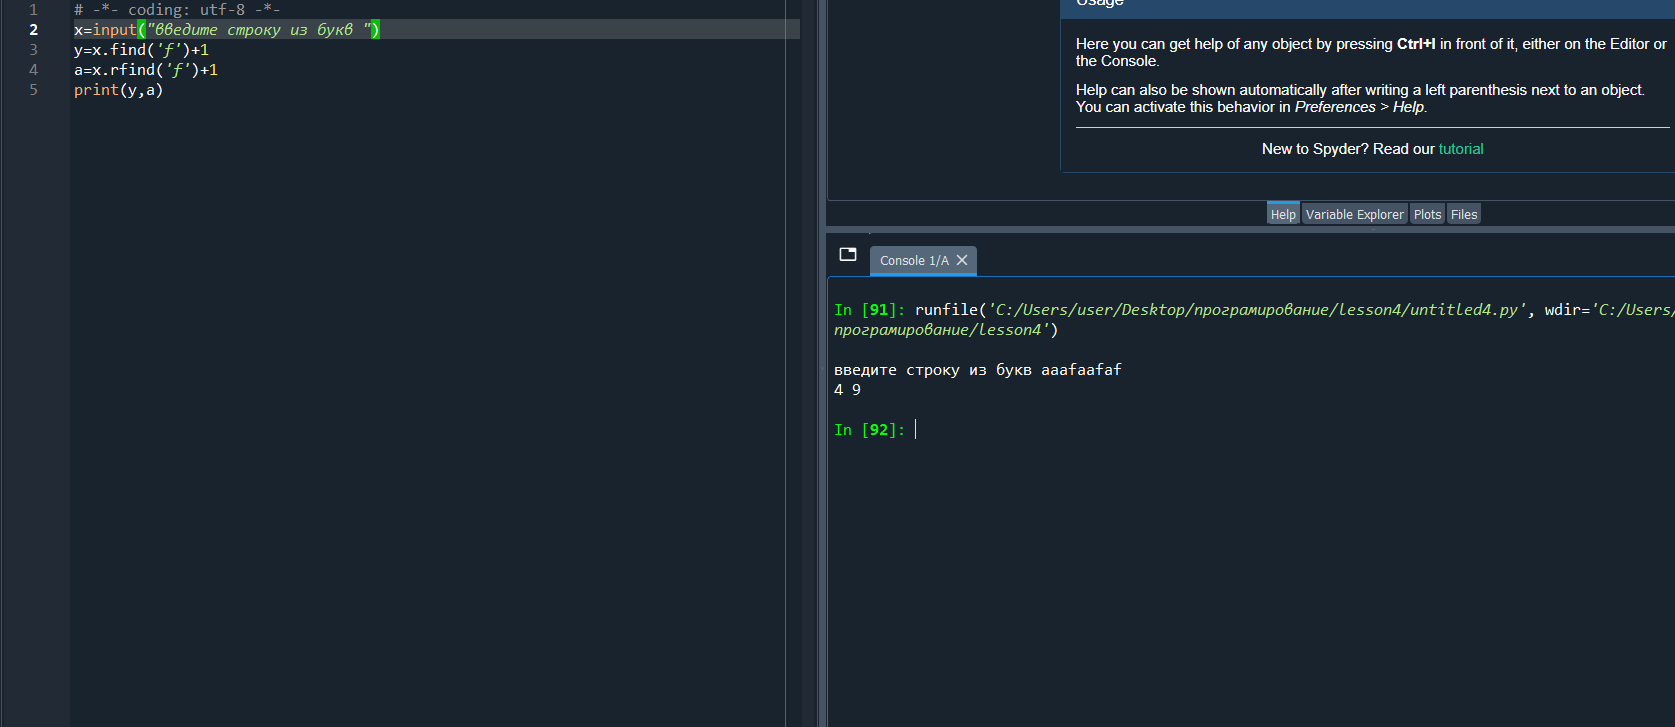 1 # -*- coding: utf-8 -*-
2 x=input("введите строку из букв ")
3 y=x.find('f')+1
4 a=x.rfind('f')+1
5 print(y,a)
Usage
Here you can get help of any object by pressing Ctrl+I in front of it, either on the Editor or
the Console.
Help can also be shown automatically after writing a left parenthesis next to an object.
You can activate this behavior in Preferences > Help.
New to Spyder? Read our tutorial
Help Variable Explorer Plots Files
Console 1/A
In [91]: runfile('C:/Users/user/Desktop/програмирование/lesson4/untitled4.py', wdir='C:/Users/
програмирование/lesson4')
введите строку из букв aaafaafaf
4 9
In [92]: